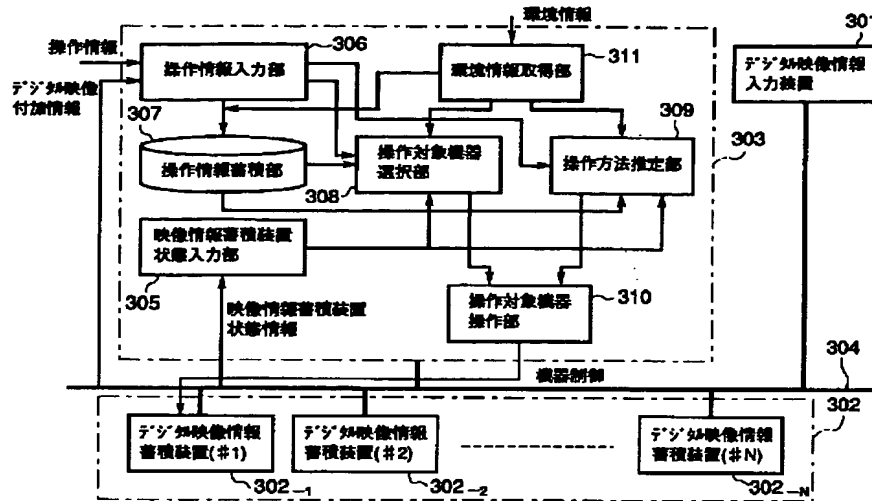 環境情報
301
操作情報
306
311
操作情報入力部
環境情報取得部
デジタル映像情報
入力装置
デジタル映像
付加情報
307
309
303
操作情報蓄積部
操作対象機器
選択部
操作方法推定部
308
映像情報蓄積装置
状態入力部
305
映像情報蓄積装置
状態情報
操作対象機器
操作部
310
機器制御
304
302
デジタル映像情報
蓄積装置(#1)
デジタル映像情報
蓄積装置(#2)
デジタル映像情報
蓄積装置(#N)
302-1
302-2
302-N